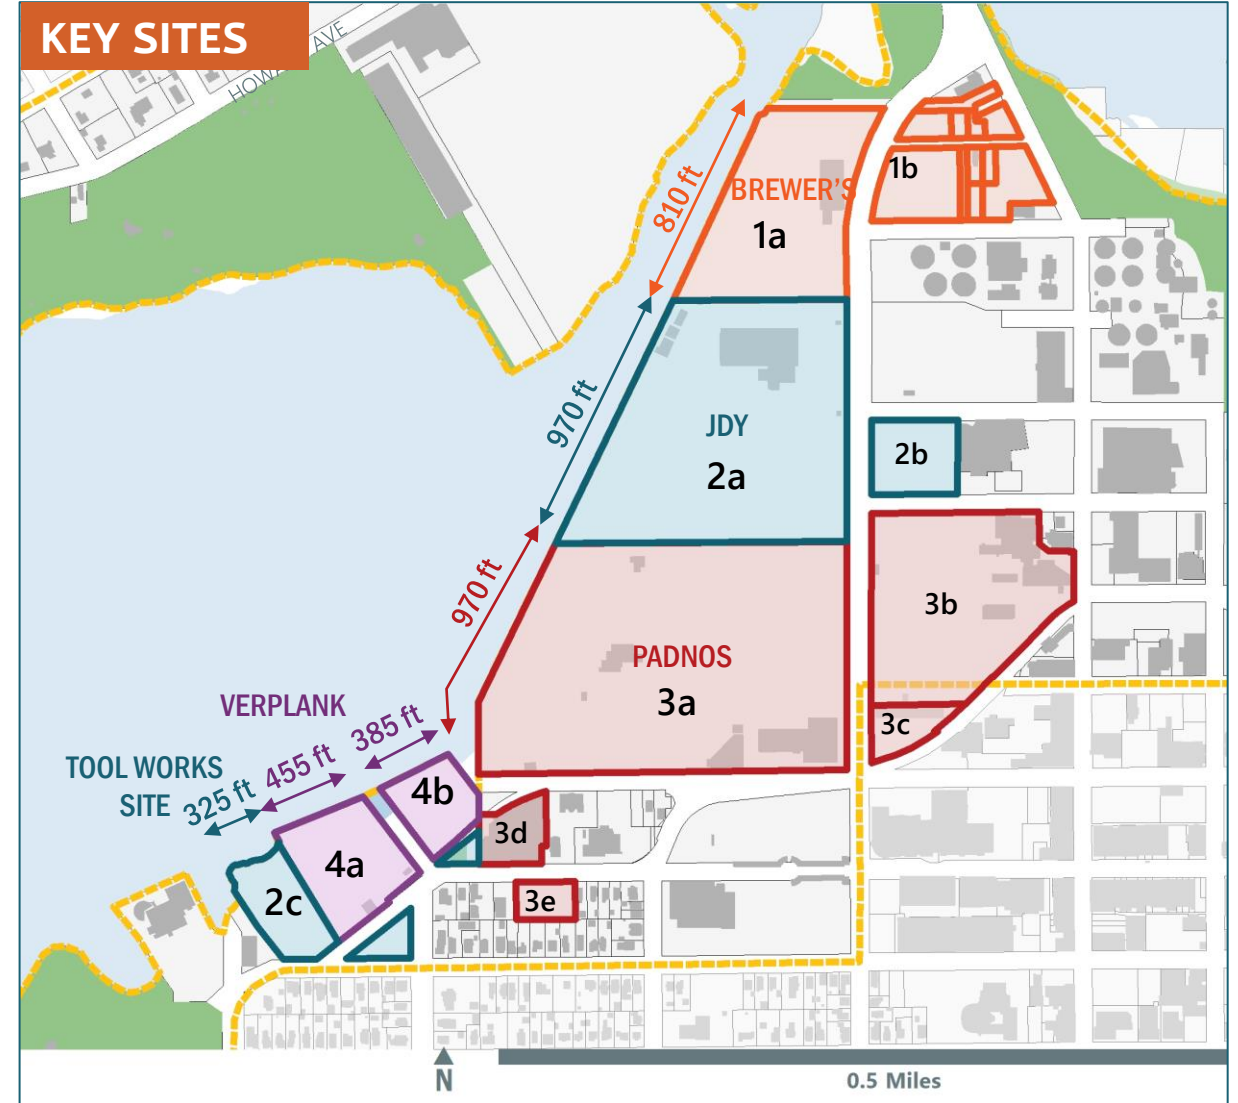 KEY SITES
HOWA
AVE
810 ft
BREWER'S
1a
1b
970 ft
JDY
2a
2b
970 ft
PADNOS
3a
3b
3c
VERPLANK
385 ft
455 ft
TOOL WORKS
SITE
325 ft
4b
3d
4a
2c
3e
N
0.5 Miles